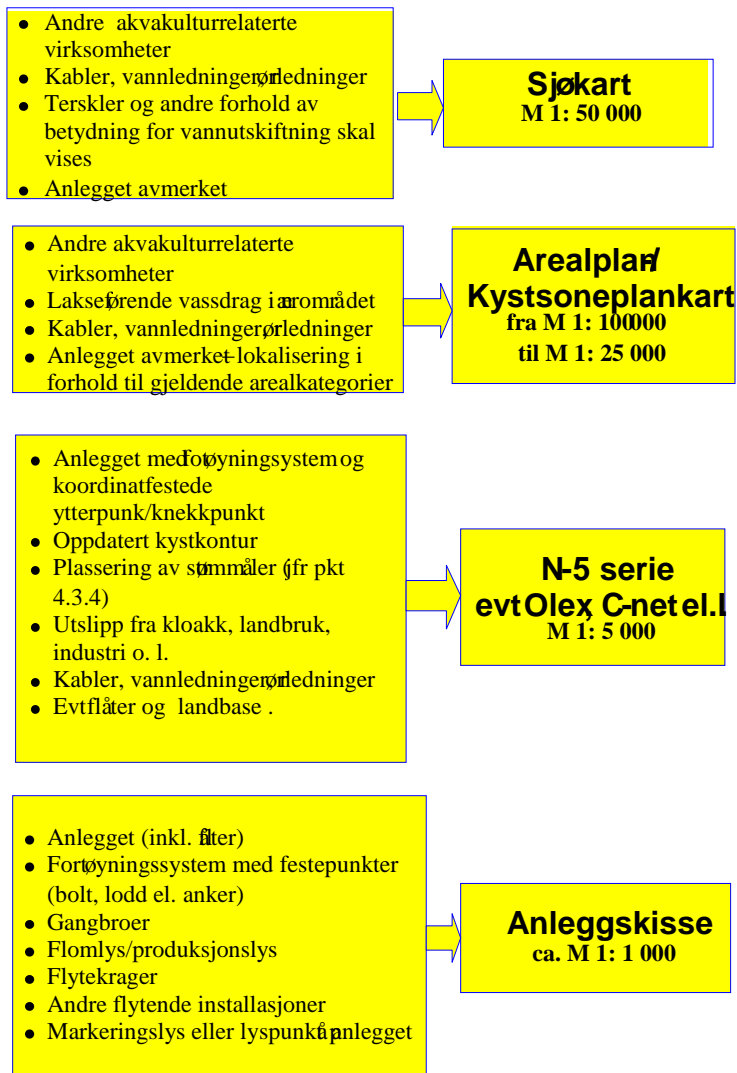 • Andre akvakulturrelaterte
virksomheter
• Kabler, vannledninger, rørledninger
• Terskler og andre forhold av
betydning for vannutskiftning skal
vises
• Anlegget avmerket
Sjøkart
M 1: 50 000
• Andre akvakulturrelaterte
virksomheter
• Lakseførende vassdrag i nærområdet
• Kabler, vannledninger, rørledninger
• Anlegget avmerket – lokalisering i
forhold til gjeldende arealkategorier
Arealplan/
Kystsoneplankart
fra M 1: 100000
til M 1: 25 000
• Anlegget med fotøyningsystem og
koordinatfestede
ytterpunk/knekkpunkt
• Oppdatert kystkontur
• Plassering av strømmåler (jfr pkt
4.3.4)
• Utslipp fra kloakk, landbruk,
industri o. l.
• Kabler, vannledninger, rørledninger
• Evt flåter og landbase .
N-5 serie
evt Olex, C-net el.l
M 1: 5 000
• Anlegget (inkl. flåter)
• Fortøyningssystem med festepunkter
(bolt, lodd el. anker)
• Gangbroer
• Flomlys/produksjonslys
• Flytekrager
• Andre flytende installasjoner
• Markeringslys eller lyspunkt på anlegget
Anleggskisse
ca. M 1: 1 000